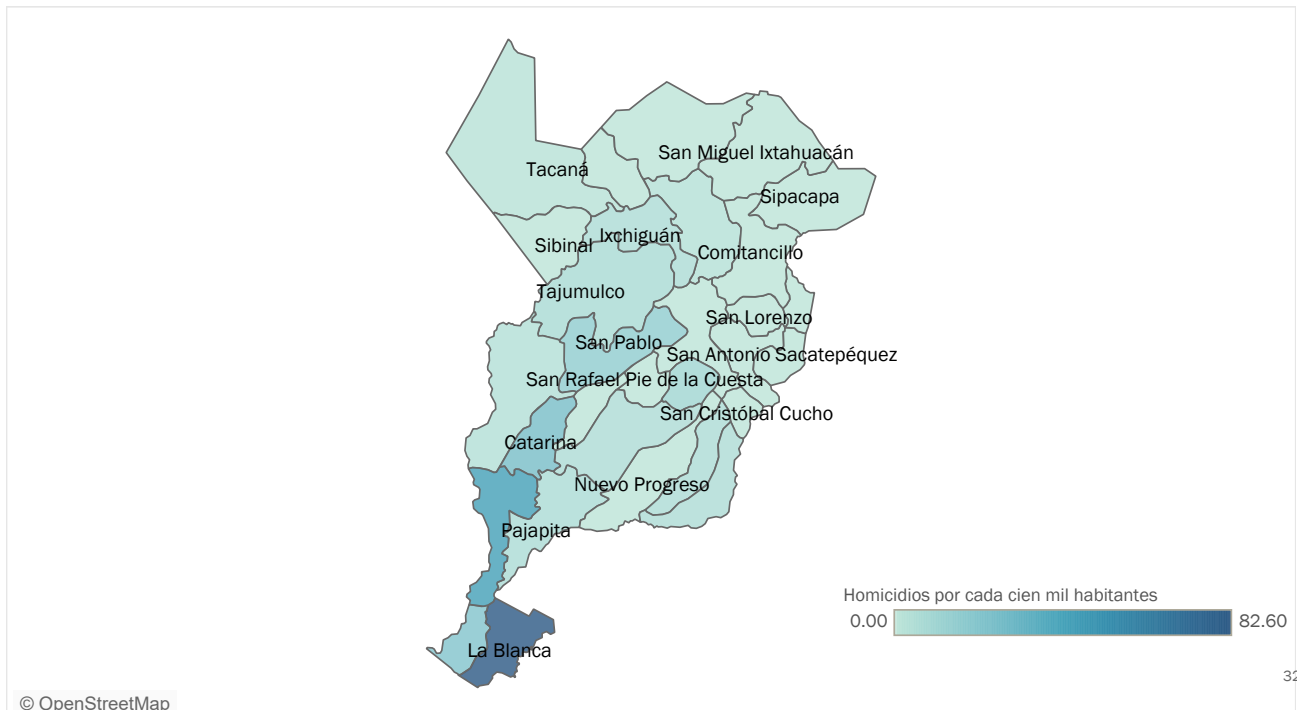 San Miguel Ixtahuacán
Tacaná
Sipacapa
Ixchiguán
Sibinal
Comitancillo
Tajumulco
San Lorenzo
San Pablo
San Antonio Sacatepéquez
San Rafael Pie de la Cuesta
San Cristóbal Cucho
Catarina
Nuevo Progreso
Pajapita
Homicidios por cada cien mil habitantes
0.00 82.60
La Blanca
32
© OpenStreetMap